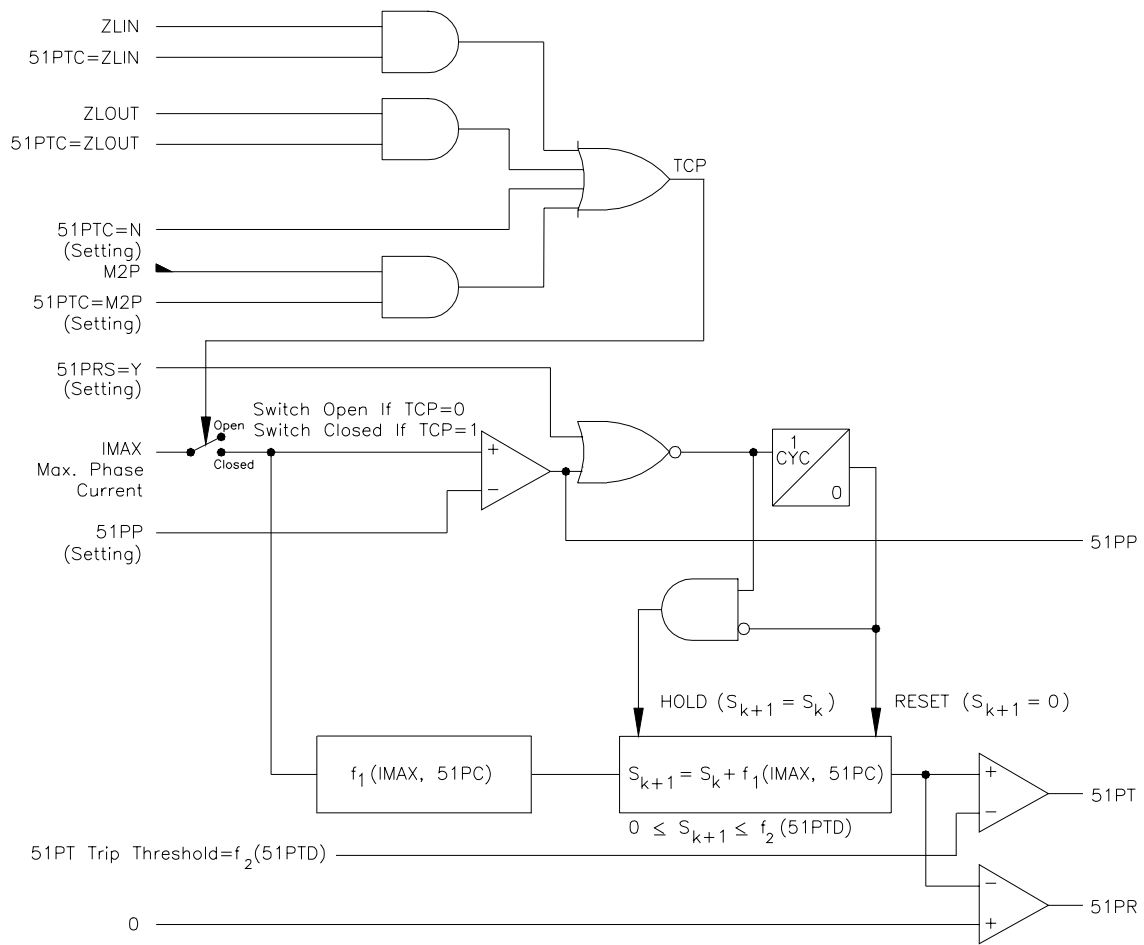 ZLIN
51PTC=ZLIN
ZLOUT
51PTC=ZLOUT
TCP
51PTC=N
(Setting)
M2P
51PTC=M2P
(Setting)
51PRS=Y
(Setting)
Switch Open If TCP=0
Switch Closed If TCP=1
Open
Closed
IMAX
Max. Phase
Current
+
−
1
CYC
0
51PP
(Setting)
51PP
HOLD (Sk+1 = Sk)
RESET (Sk+1 = 0)
f1(IMAX, 51PC)
Sk+1 = Sk + f1(IMAX, 51PC)
0 ≤ Sk+1 ≤ f2(51PTD)
+
−
51PT
51PT Trip Threshold=f2(51PTD)
−
+
51PR
0